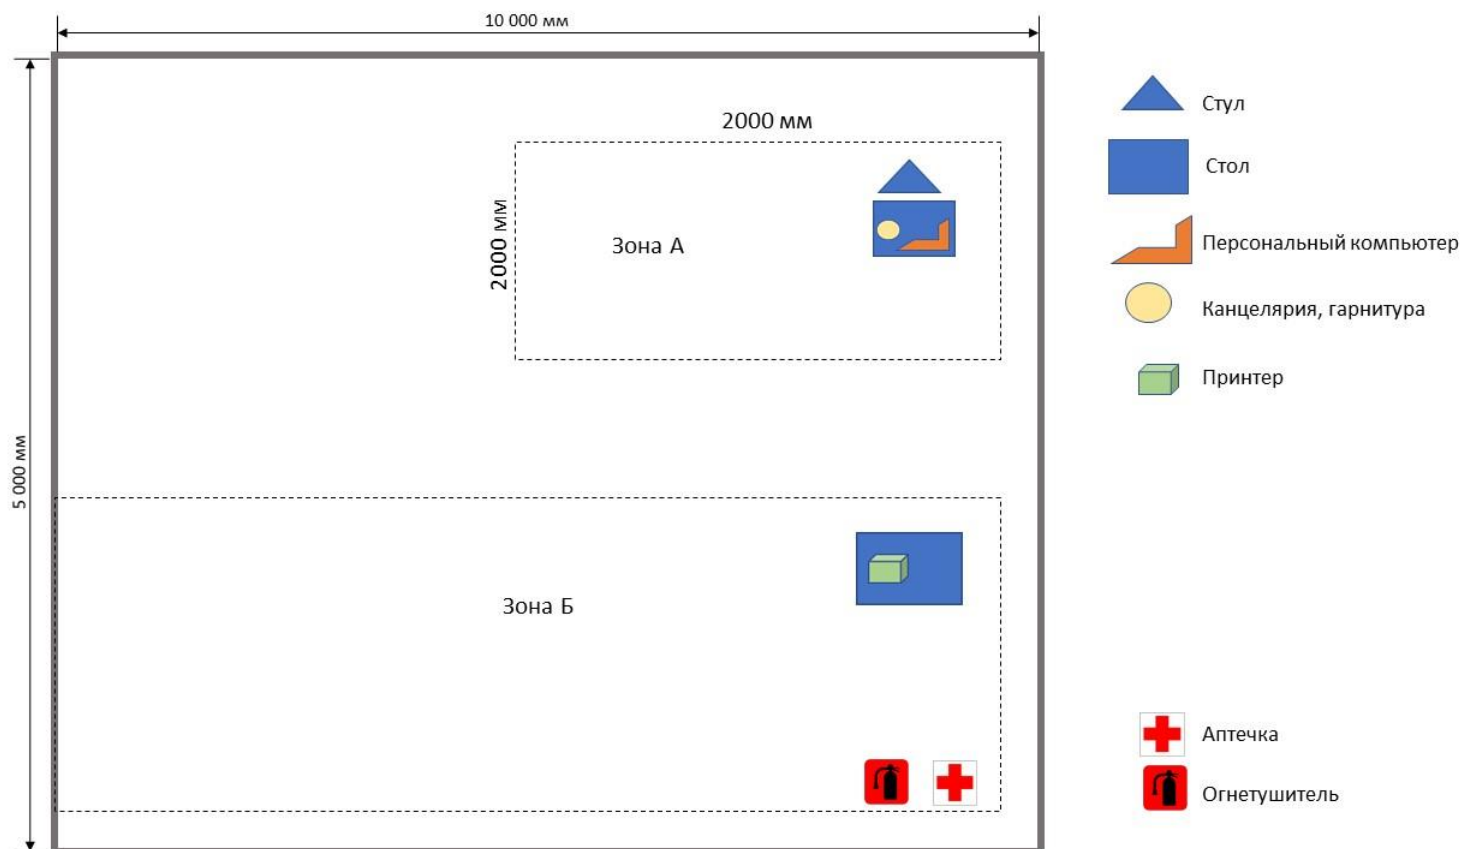 10 000 мм
2000 мм
2000 мм
Зона А
5 000 мм
Зона Б
Стул
Стол
Персональный компьютер
Канцелярия, гарнитура
Принтер
Аптечка
Огнетушитель